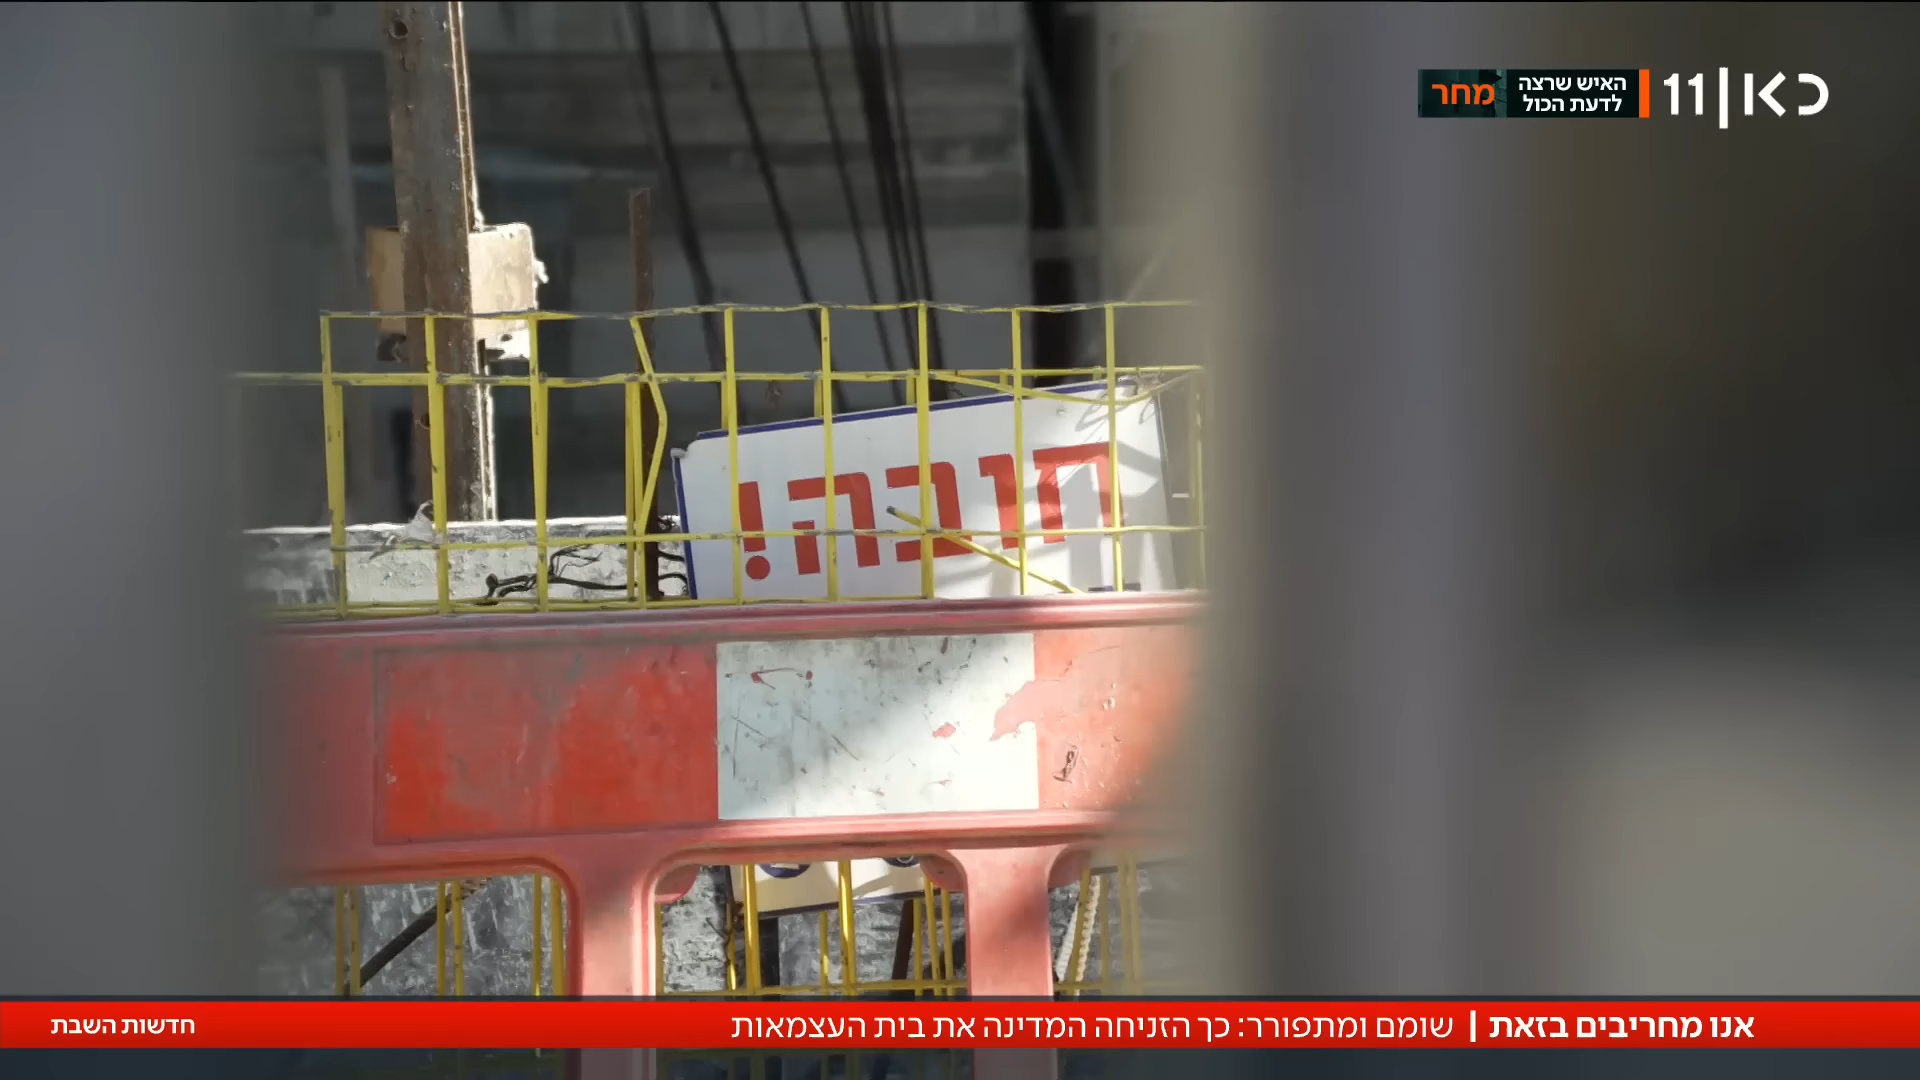 כאן 11
האיש שרצה
לדעת הכול
מחר
חובה!
אנו מחריבים בזאת | שומם ומתפורר: כך הזניחה המדינה את בית העצמאות
חדשות השבת